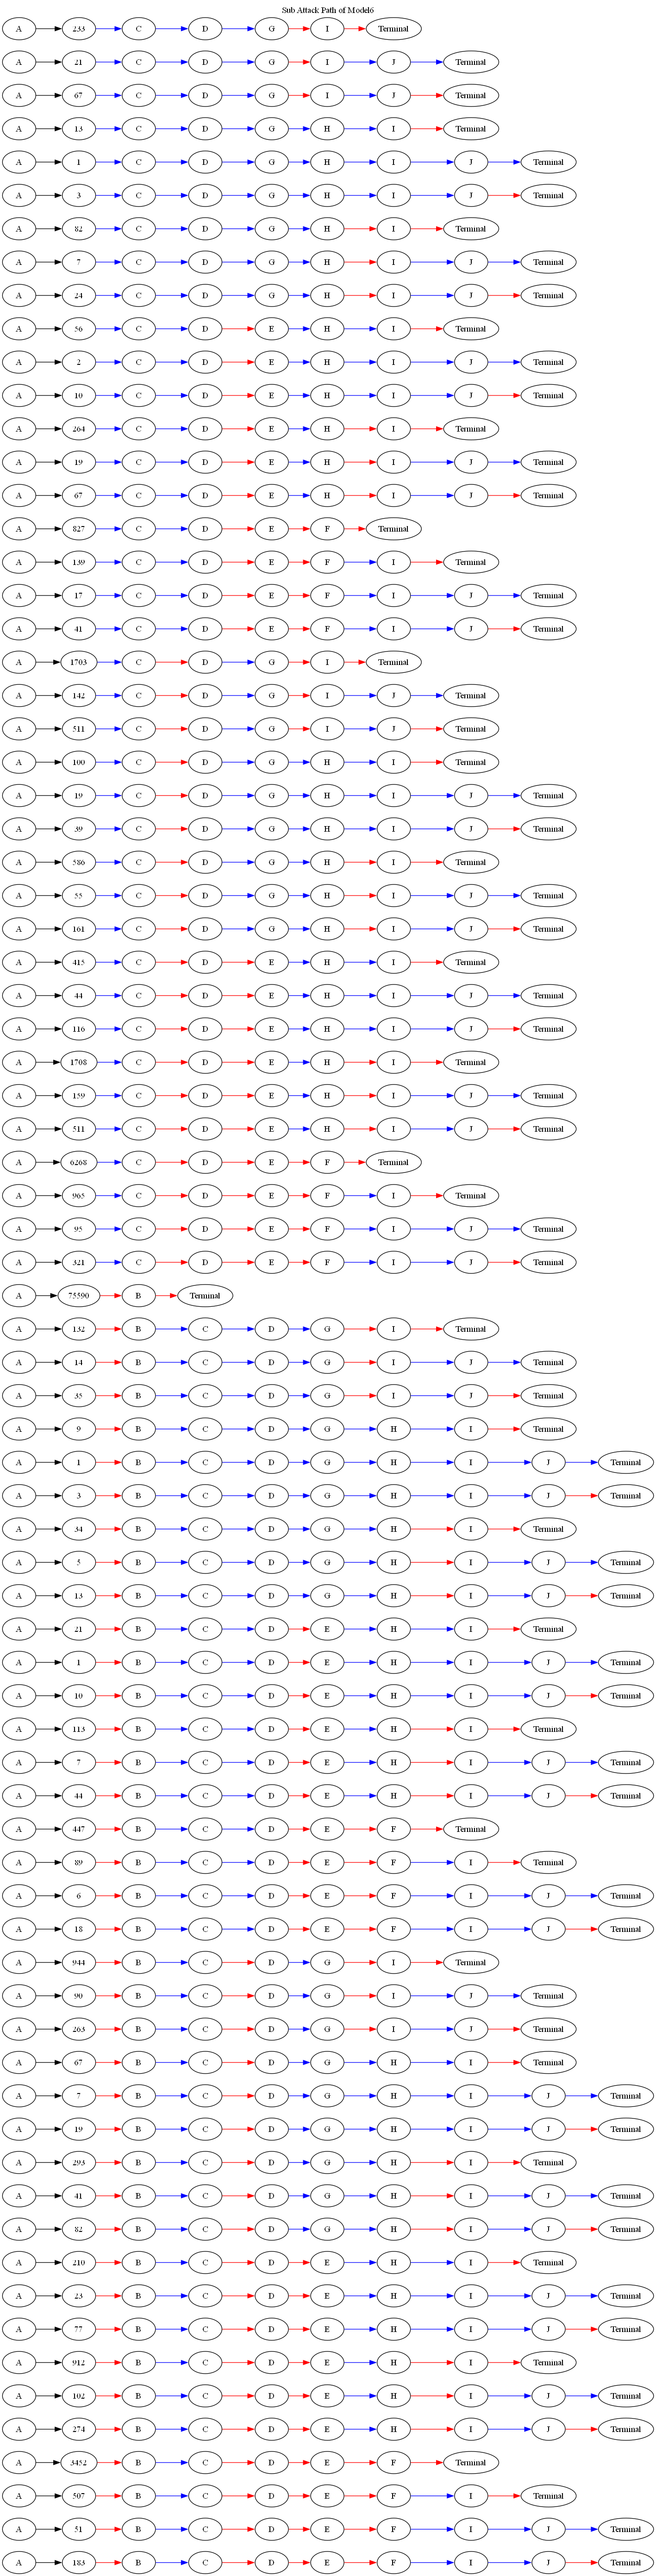 Sub Attack Path of Model6
A 233 C D G I Terminal
A 21 C D G I J Terminal
A 67 C D G I J Terminal
A 13 C D G H I Terminal
A 1 C D G H I J Terminal
A 3 C D G H I J Terminal
A 82 C D G H I Terminal
A 7 C D G H I J Terminal
A 24 C D G H I J Terminal
A 56 C D E H I Terminal
A 2 C D E H I J Terminal
A 10 C D E H I J Terminal
A 264 C D E H I Terminal
A 19 C D E H I J Terminal
A 67 C D E H I J Terminal
A 827 C D E F Terminal
A 139 C D E F I Terminal
A 17 C D E F I J Terminal
A 41 C D E F I J Terminal
A 1703 C D G I Terminal
A 142 C D G I J Terminal
A 511 C D G I J Terminal
A 100 C D G H I Terminal
A 19 C D G H I J Terminal
A 39 C D G H I J Terminal
A 586 C D G H I Terminal
A 55 C D G H I J Terminal
A 161 C D G H I J Terminal
A 415 C D E H I Terminal
A 44 C D E H I J Terminal
A 116 C D E H I J Terminal
A 1708 C D E H I Terminal
A 159 C D E H I J Terminal
A 511 C D E H I J Terminal
A 6268 C D E F Terminal
A 965 C D E F I Terminal
A 95 C D E F I J Terminal
A 321 C D E F I J Terminal
A 75590 B Terminal
A 132 B C D G I Terminal
A 14 B C D G I J Terminal
A 35 B C D G I J Terminal
A 9 B C D G H I Terminal
A 1 B C D G H I J Terminal
A 3 B C D G H I J Terminal
A 34 B C D G H I Terminal
A 5 B C D G H I J Terminal
A 13 B C D G H I J Terminal
A 21 B C D E H I Terminal
A 1 B C D E H I J Terminal
A 10 B C D E H I J Terminal
A 113 B C D E H I Terminal
A 7 B C D E H I J Terminal
A 44 B C D E H I J Terminal
A 447 B C D E F Terminal
A 89 B C D E F I Terminal
A 6 B C D E F I J Terminal
A 18 B C D E F I J Terminal
A 944 B C D G I Terminal
A 90 B C D G I J Terminal
A 263 B C D G I J Terminal
A 67 B C D G H I Terminal
A 7 B C D G H I J Terminal
A 19 B C D G H I J Terminal
A 293 B C D G H I Terminal
A 41 B C D G H I J Terminal
A 82 B C D G H I J Terminal
A 210 B C D E H I Terminal
A 23 B C D E H I J Terminal
A 77 B C D E H I J Terminal
A 912 B C D E H I Terminal
A 102 B C D E H I J Terminal
A 274 B C D E H I J Terminal
A 3452 B C D E F Terminal
A 507 B C D E F I Terminal
A 51 B C D E F I J Terminal
A 183 B C D E F I J Terminal